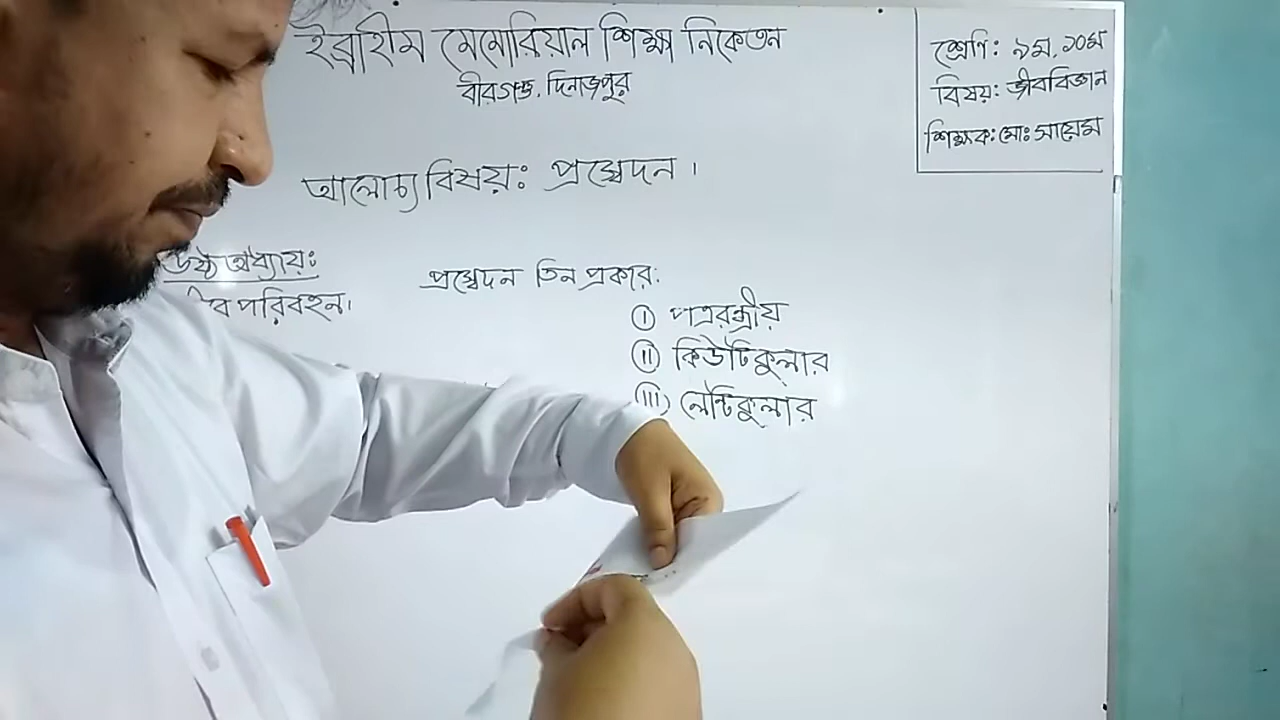 ইব্রাহীম মেমোরিয়াল শিক্ষা নিকেতন
বীরগঞ্জ, দিনাজপুর
শ্রেণি: ৯ম, ১০ম
বিষয়: জীববিজ্ঞান
শিক্ষক: মোঃ সায়েম
আলোচ্য বিষয়ঃ প্রস্বেদন।
ষষ্ঠ অধ্যায়ঃ
পরিবহন।
প্রস্বেদন তিন প্রকার:
(i) পত্ররন্ধ্রীয়
(ii) কিউটিকুলার
(iii) লেন্টিকুলার